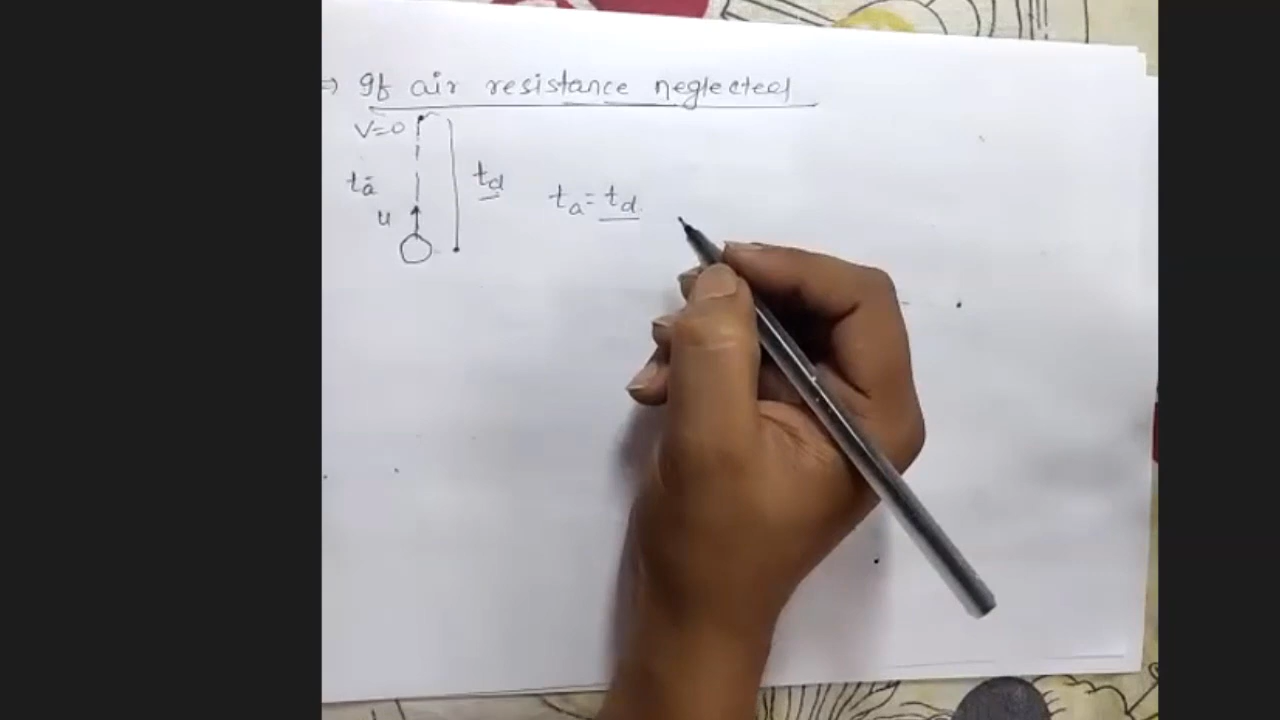 ⇒ If air resistance neglected
V=0
ta
td
ta = td
u